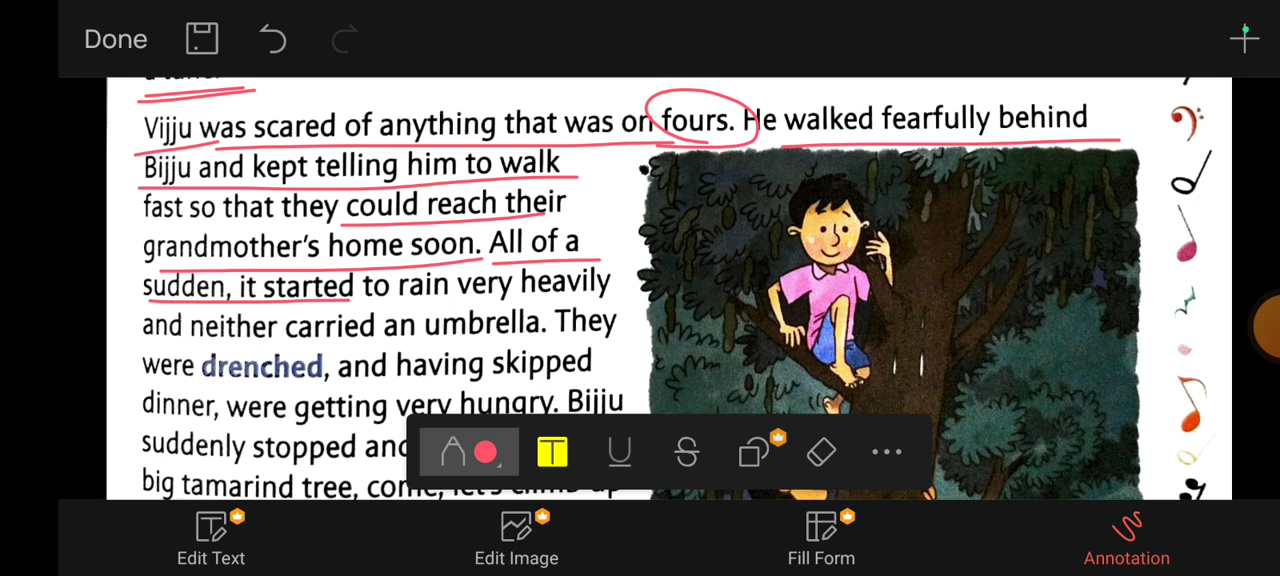 Done
Vijju was scared of anything that was on fours. He walked fearfully behind
Bijju and kept telling him to walk
fast so that they could reach their
grandmother's home soon. All of a
sudden, it started to rain very heavily
and neither carried an umbrella. They
were drenched, and having skipped
dinner, were getting very hungry. Bijju
suddenly stopped and
big tamarind tree, come, let's climb up
Edit Text
Edit Image
Fill Form
Annotation